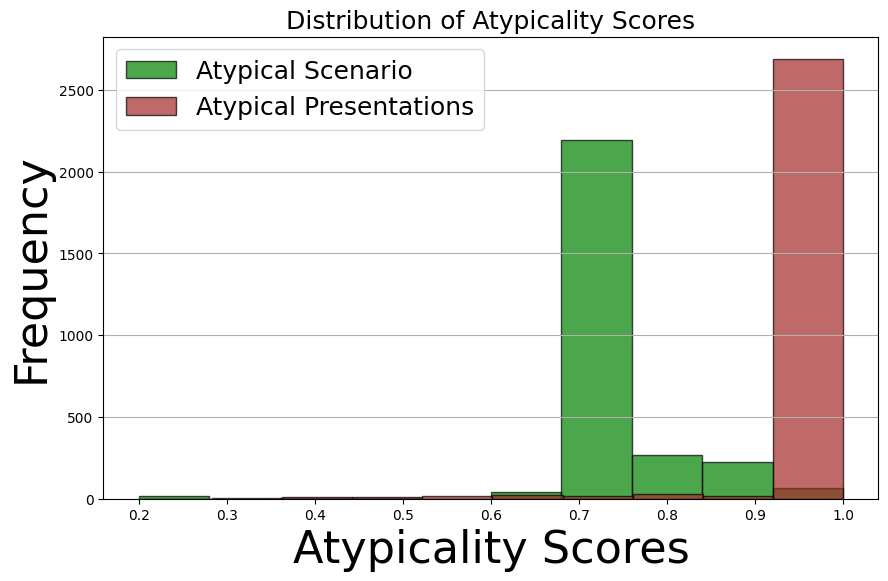 Distribution of Atypicality Scores
Atypical Scenario
Atypical Presentations
Frequency
2500
2000
1500
1000
500
0
0.2 0.3 0.4 0.5 0.6 0.7 0.8 0.9 1.0
Atypicality Scores